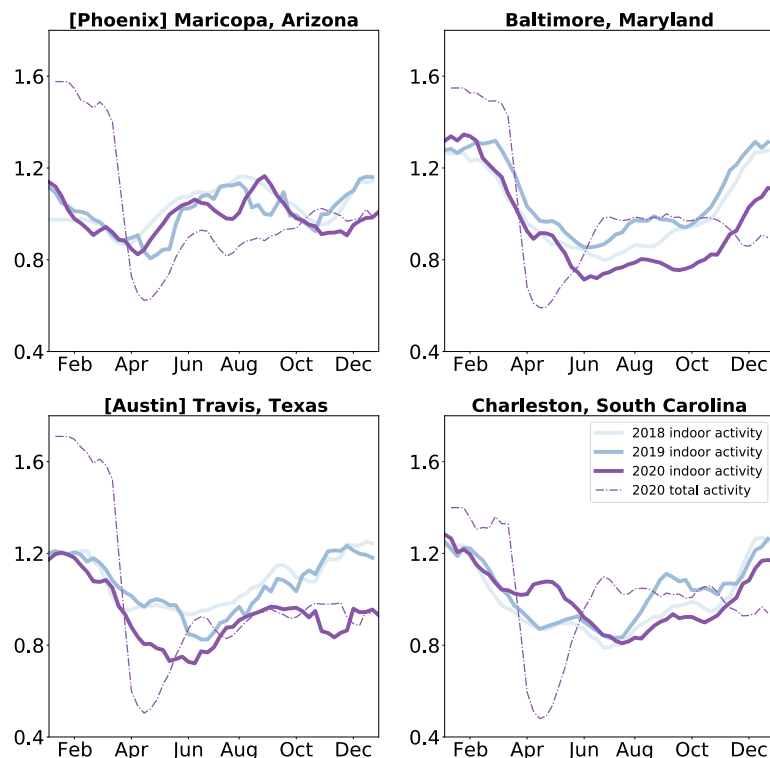 [Phoenix] Maricopa, Arizona
1.6
1.2
0.8
0.4
Feb Apr Jun Aug Oct Dec
Baltimore, Maryland
1.6
1.2
0.8
0.4
Feb Apr Jun Aug Oct Dec
[Austin] Travis, Texas
1.6
1.2
0.8
0.4
Feb Apr Jun Aug Oct Dec
Charleston, South Carolina
2018 indoor activity
2019 indoor activity
2020 indoor activity
2020 total activity
1.6
1.2
0.8
0.4
Feb Apr Jun Aug Oct Dec